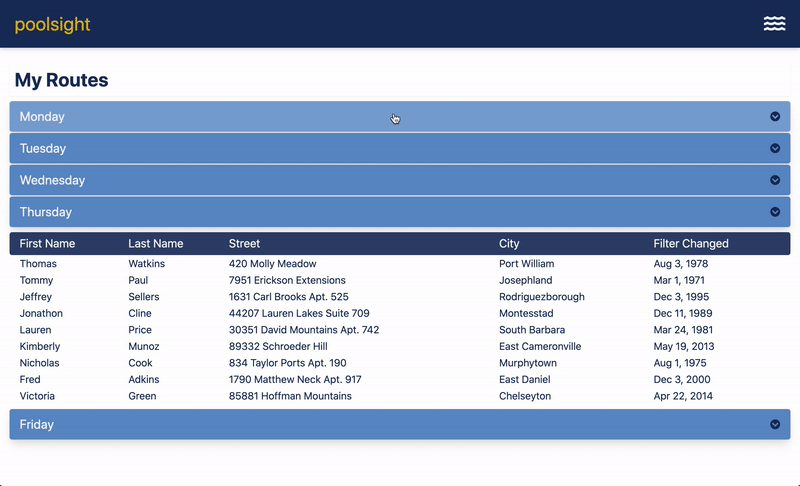 poolsight
My Routes
Monday
Tuesday
Wednesday
Thursday
First Name Last Name Street City Filter Changed
Thomas Watkins 420 Molly Meadow Port William Aug 3, 1978
Tommy Paul 7951 Erickson Extensions Josephland Mar 1, 1971
Jeffrey Sellers 1631 Carl Brooks Apt. 525 Rodriguezborough Dec 3, 1995
Jonathon Cline 44207 Lauren Lakes Suite 709 Montesstad Dec 11, 1989
Lauren Price 30351 David Mountains Apt. 742 South Barbara Mar 24, 1981
Kimberly Munoz 89332 Schroeder Hill East Cameronville May 19, 2013
Nicholas Cook 834 Taylor Ports Apt. 190 Murphytown Aug 1, 1975
Fred Adkins 1790 Matthew Neck Apt. 917 East Daniel Dec 3, 2000
Victoria Green 85881 Hoffman Mountains Chelseyton Apr 22, 2014
Friday